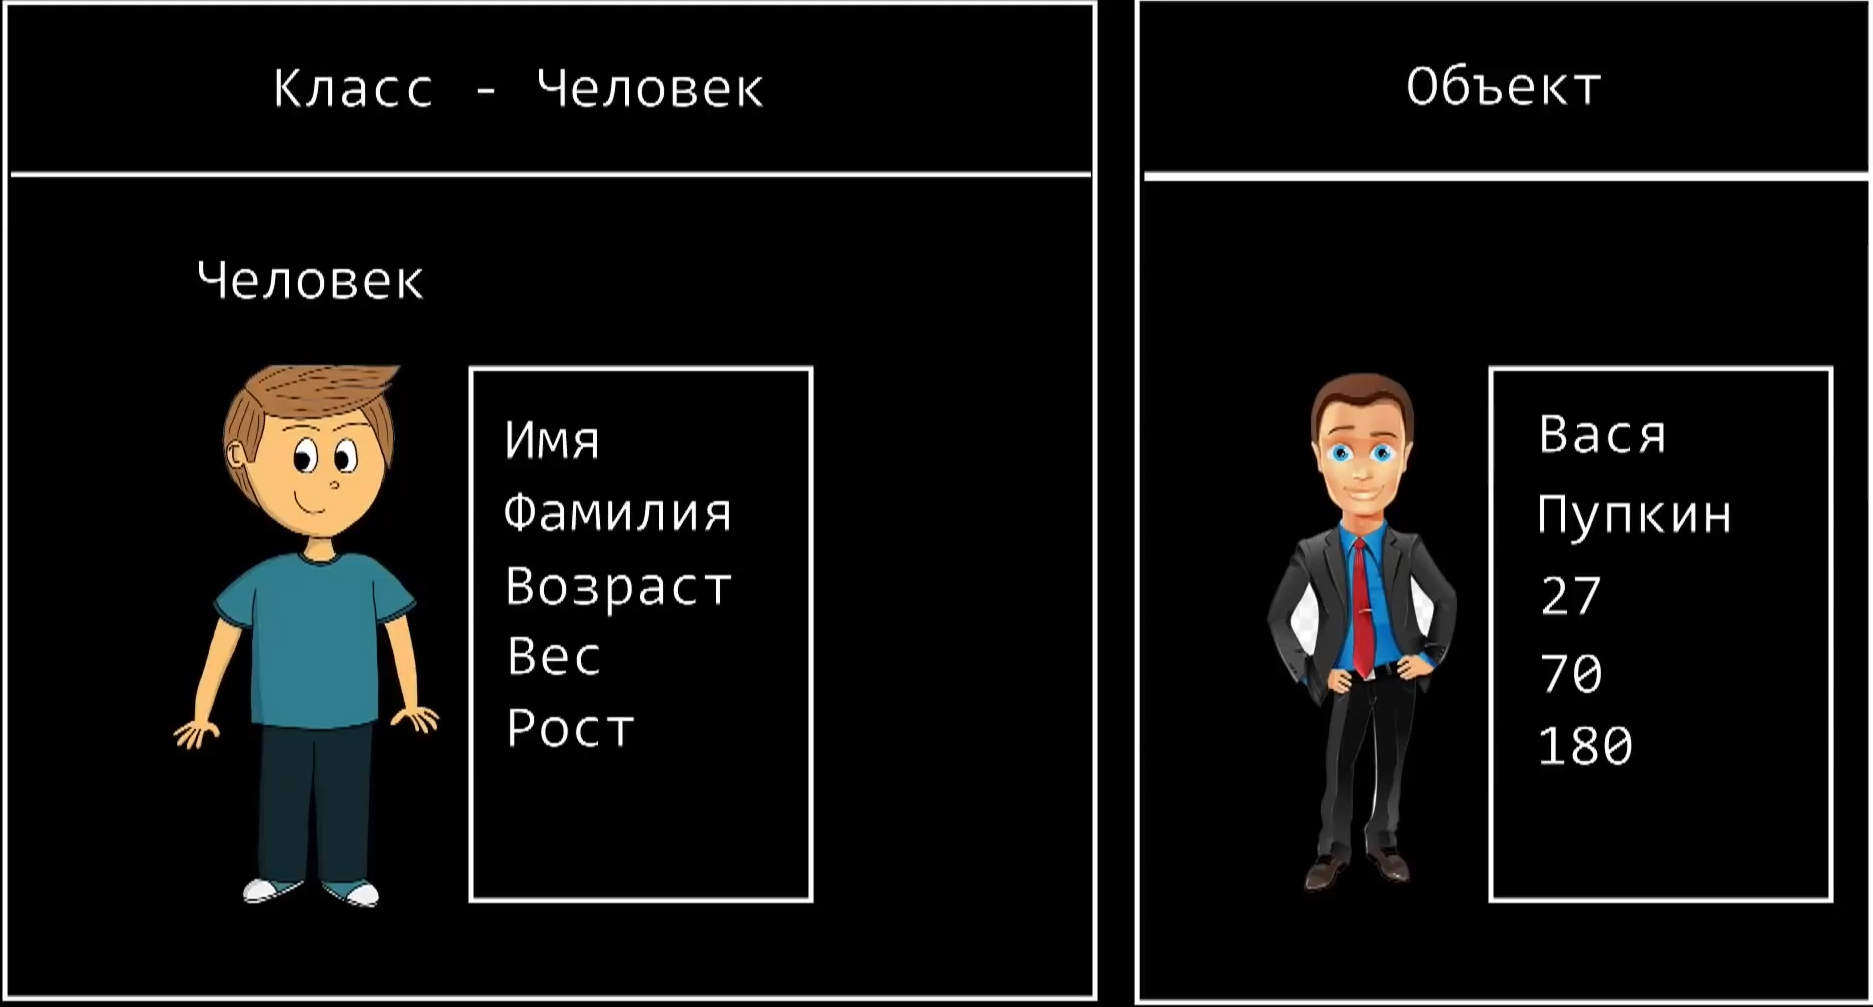 Класс - Человек
Человек
Имя
Фамилия
Возраст
Вес
Рост
Объект
Вася
Пупкин
27
70
180